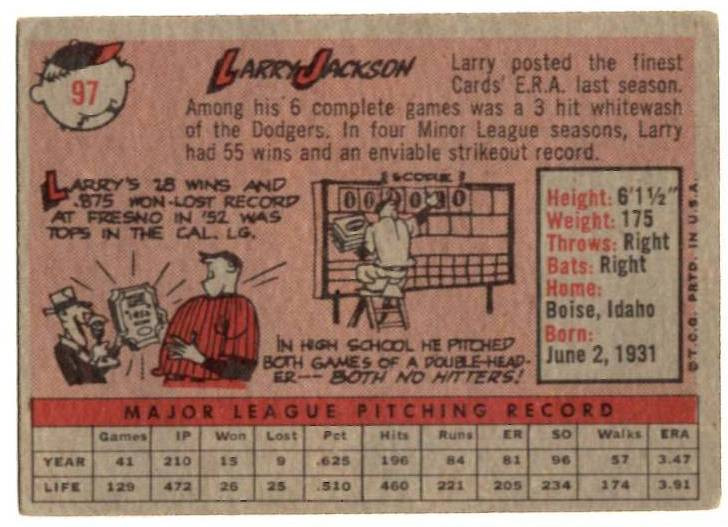 97
LARRY JACKSON
Larry posted the finest
Cards' E.R.A. last season.
Among his 6 complete games was a 3 hit whitewash
of the Dodgers. In four Minor League seasons, Larry
had 55 wins and an enviable strikeout record.
LARRY'S 28 WINS AND
.875 WON-LOST RECORD
AT FRESNO IN '52 WAS
TOPS IN THE CAL. LG.
SCORE
IN HIGH SCHOOL HE PITCHED
BOTH GAMES OF A DOUBLE-HEAD-
ER--- BOTH NO HITTERS!
Height: 6'1½"
Weight: 175
Throws: Right
Bats: Right
Home:
Boise, Idaho
Born:
June 2, 1931
©T.C.G. PRTD. IN U.S.A.
MAJOR LEAGUE PITCHING RECORD
Games IP Won Lost Pct Hits Runs ER SO Walks ERA
YEAR 41 210 15 9 .625 196 84 81 96 57 3.47
LIFE 129 472 26 25 .510 460 221 205 234 174 3.91